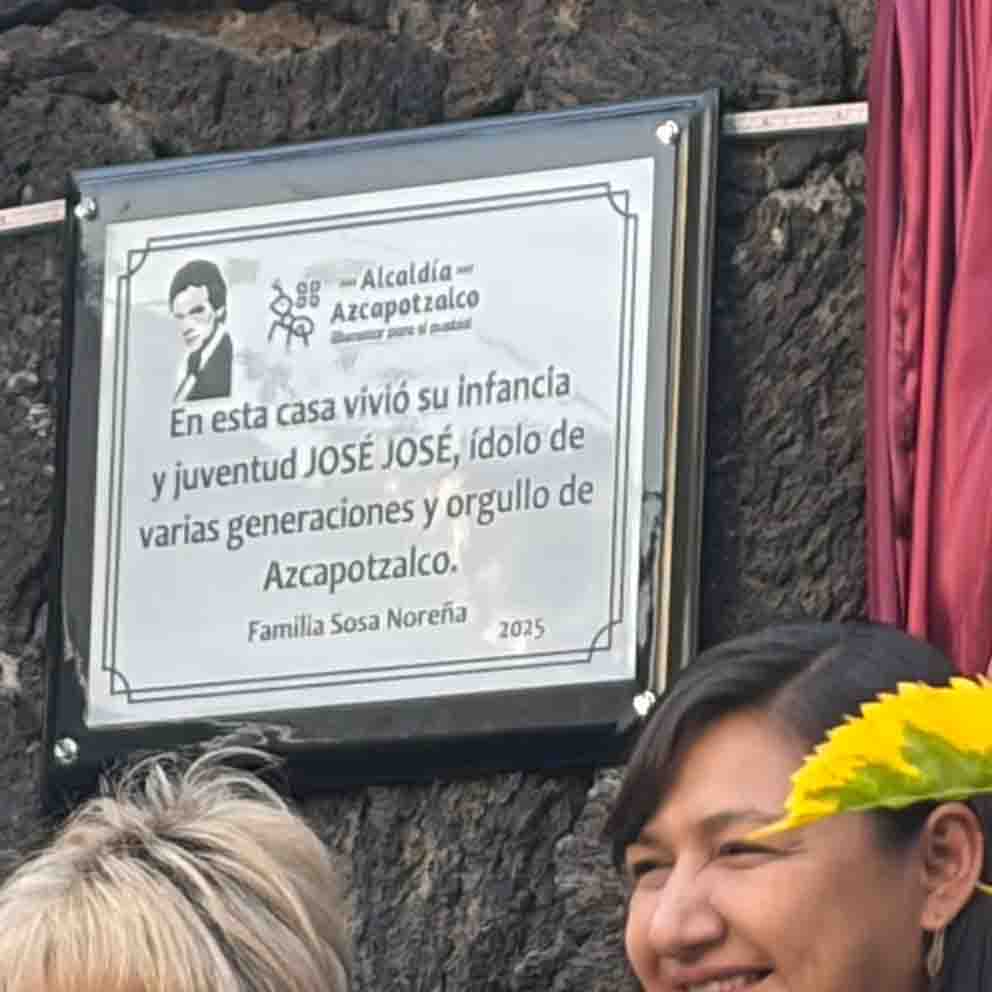 Alcaldía
Azcapotzalco
En esta casa vivió su infancia
y juventud JOSÉ JOSÉ, ídolo de
varias generaciones y orgullo de
Azcapotzalco.
Familia Sosa Noreña 2025